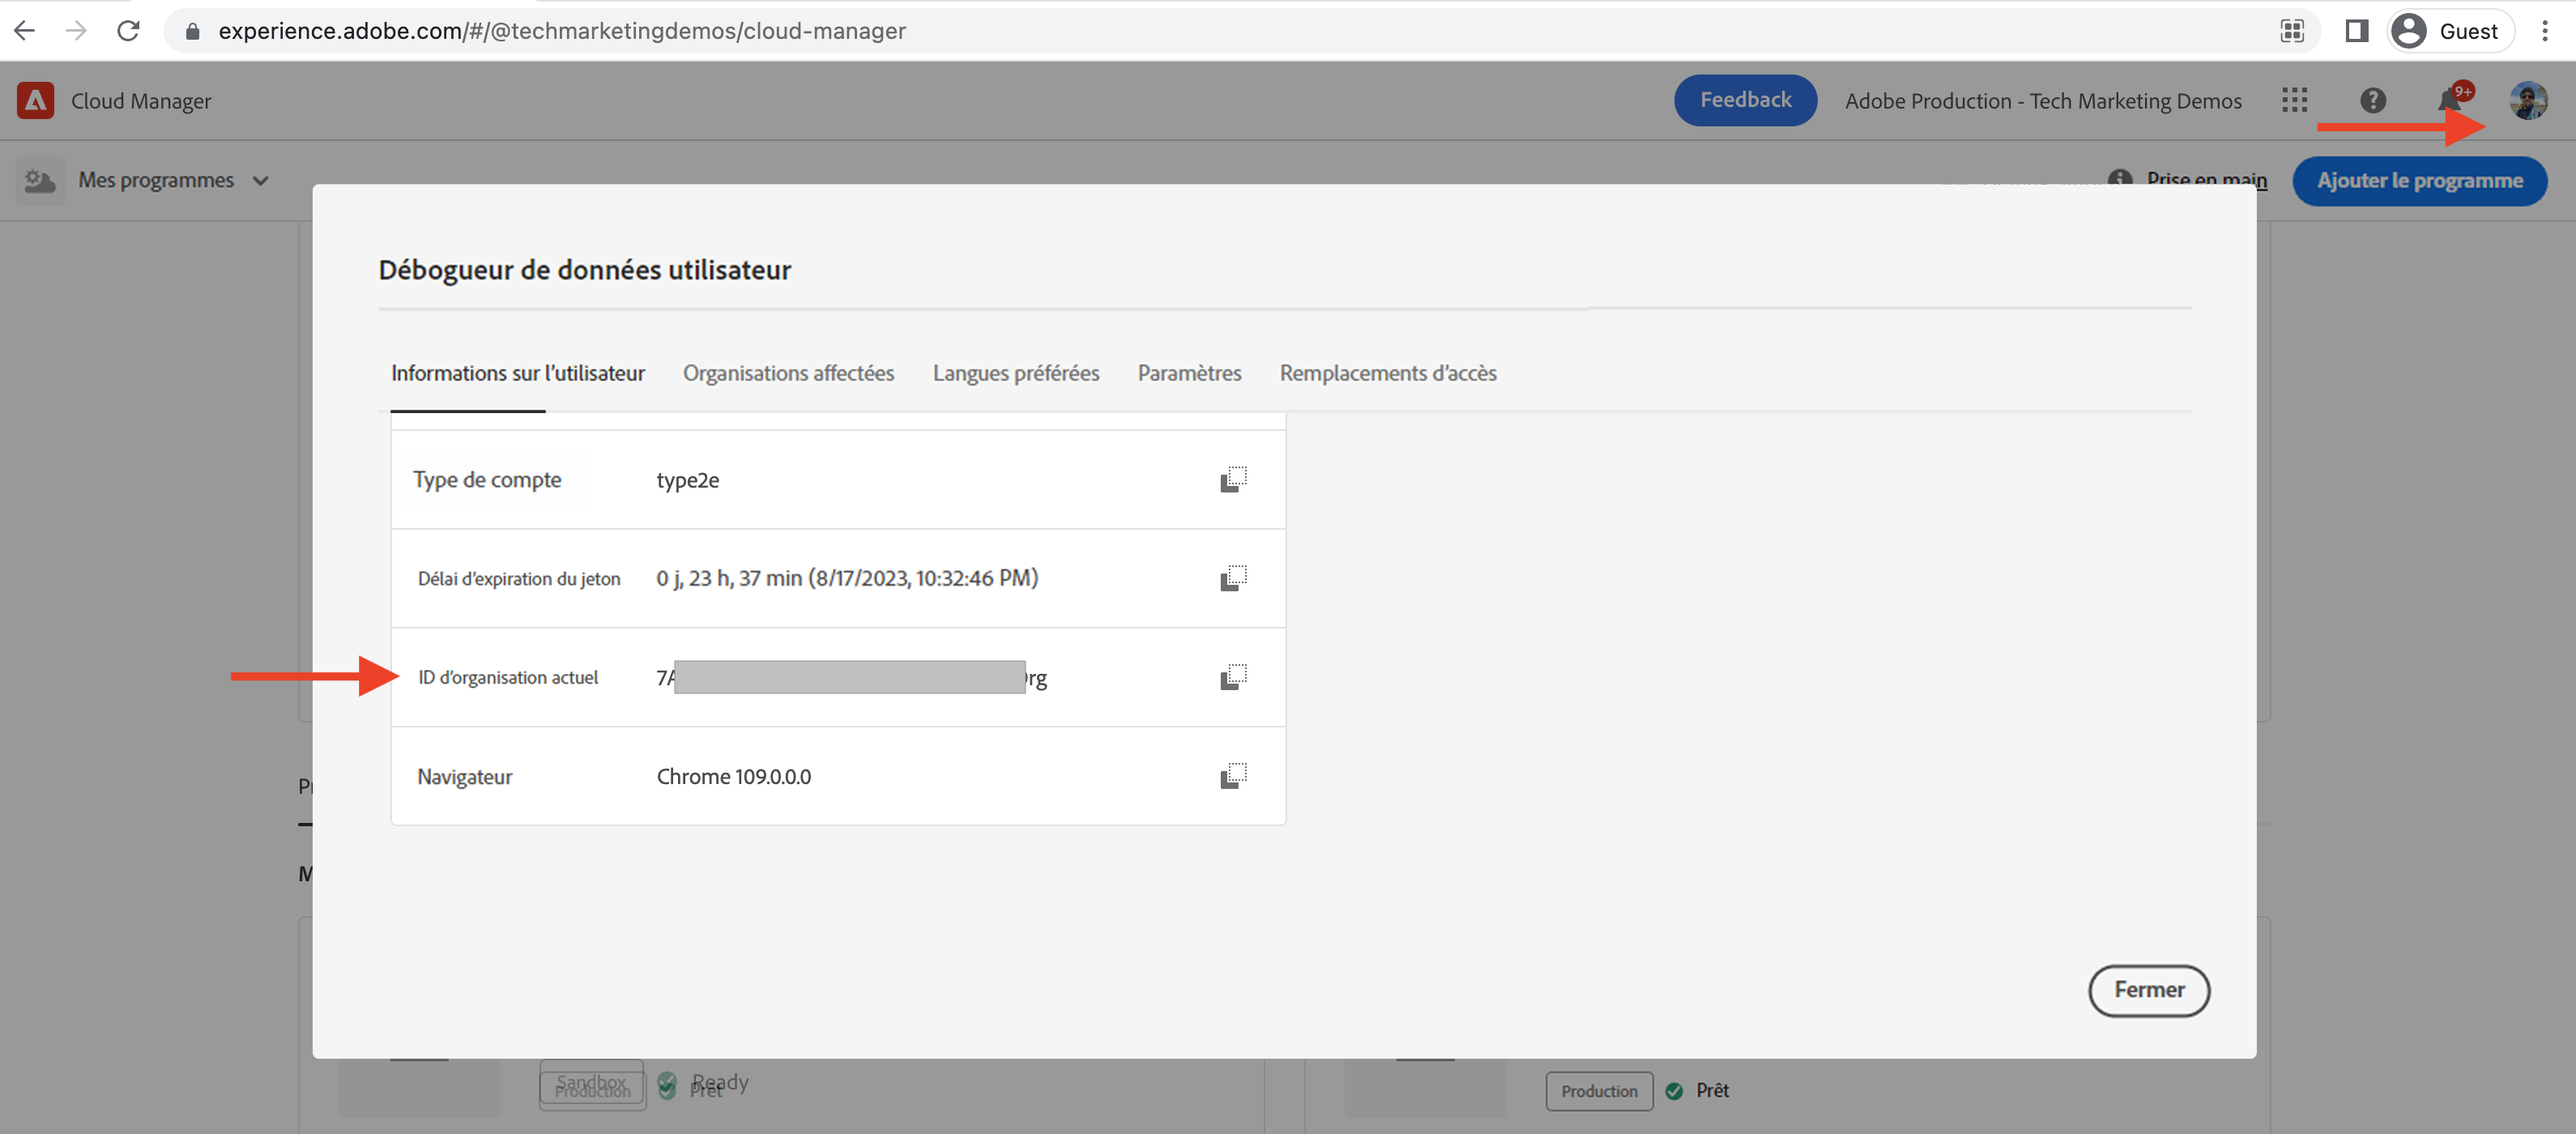 experience.adobe.com/#/@techmarketingdemos/cloud-manager
Guest
Cloud Manager
Feedback
Adobe Production - Tech Marketing Demos
9+
Mes programmes
Prise en main
Ajouter le programme
Débogueur de données utilisateur
Informations sur l’utilisateur
Organisations affectées
Langues préférées
Paramètres
Remplacements d’accès
Type de compte
type2e
Délai d’expiration du jeton
0 j, 23 h, 37 min (8/17/2023, 10:32:46 PM)
ID d’organisation actuel
7A
rg
Navigateur
Chrome 109.0.0.0
Fermer
Sandbox
Ready
Production
Prêt
Production
Prêt